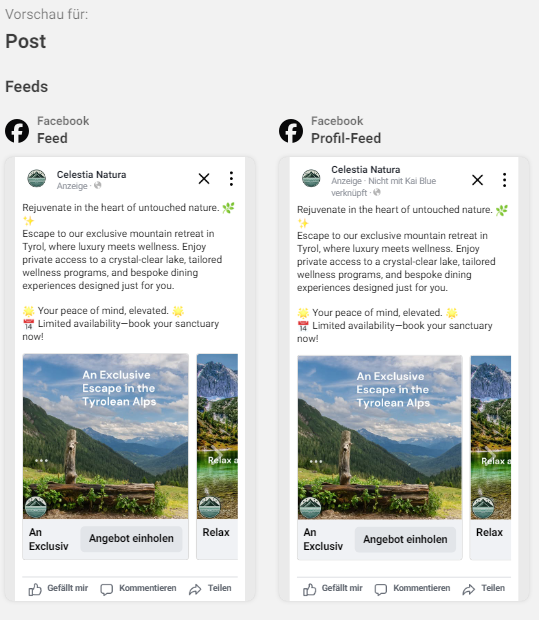 Vorschau für:
Post
Feeds
Facebook
Feed
Celestia Natura
Anzeige ·
Rejuvenate in the heart of untouched nature. 🌿
✨
Escape to our exclusive mountain retreat in
Tyrol, where luxury meets wellness. Enjoy
private access to a crystal-clear lake, tailored
wellness programs, and bespoke dining
experiences designed just for you.
🌟 Your peace of mind, elevated. 🌟
📅 Limited availability—book your sanctuary
now!
An Exclusive
Escape in the
Tyrolean Alps
Relax a
An
Exclusiv
Angebot einholen
Relax
Gefällt mir
Kommentieren
Teilen
Facebook
Profil-Feed
Celestia Natura
Anzeige · Nicht mit Kai Blue
verknüpft ·
Rejuvenate in the heart of untouched nature. 🌿
✨
Escape to our exclusive mountain retreat in
Tyrol, where luxury meets wellness. Enjoy
private access to a crystal-clear lake, tailored
wellness programs, and bespoke dining
experiences designed just for you.
🌟 Your peace of mind, elevated. 🌟
📅 Limited availability—book your sanctuary
now!
An Exclusive
Escape in the
Tyrolean Alps
Relax a
An
Exclusiv
Angebot einholen
Relax
Gefällt mir
Kommentieren
Teilen